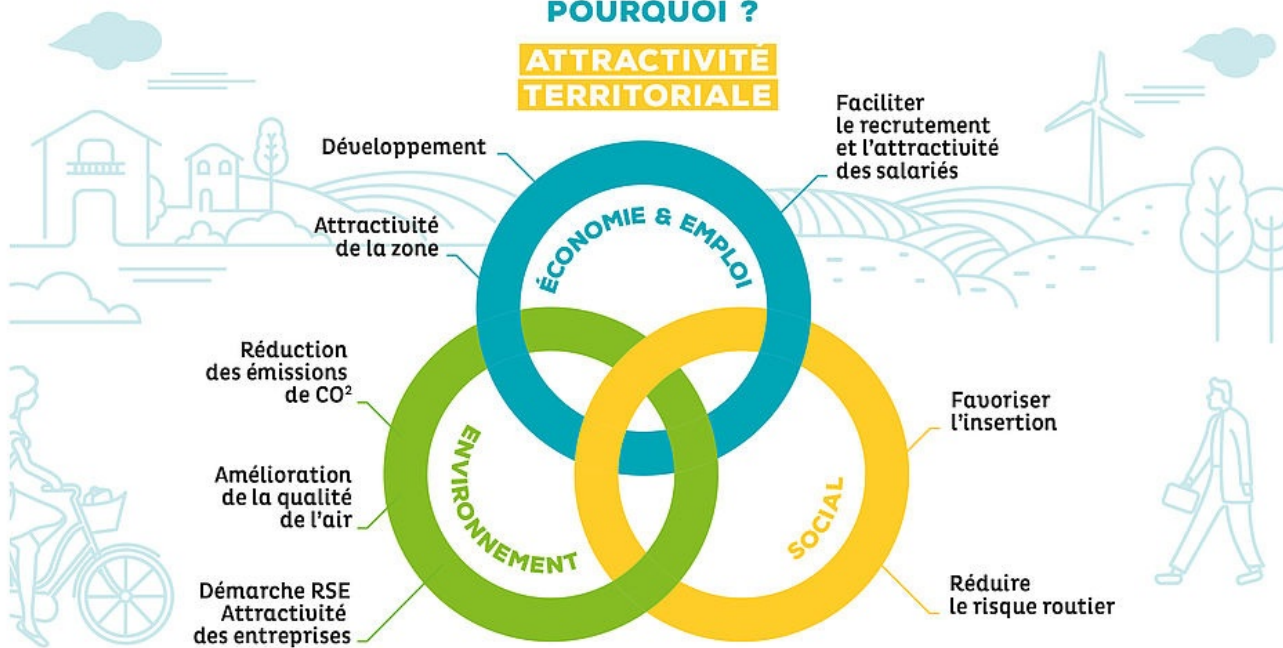 POURQUOI ?
ATTRACTIVITÉ
TERRITORIALE
Développement
Attractivité
de la zone
Faciliter
le recrutement
et l'attractivité
des salariés
ÉCONOMIE & EMPLOI
Réduction
des émissions
de CO²
Amélioration
de la qualité
de l'air
Démarche RSE
Attractivité
des entreprises
ENVIRONNEMENT
SOCIAL
Favoriser
l'insertion
Réduire
le risque routier